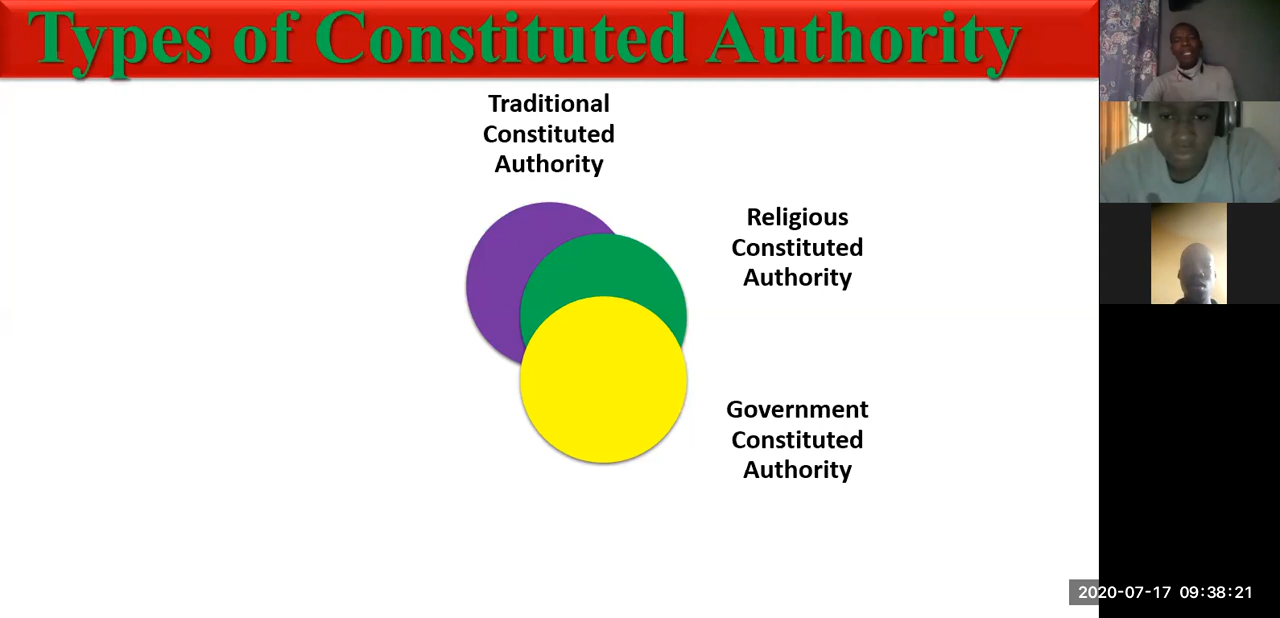 Types of Constituted Authority
Traditional
Constituted
Authority
Religious
Constituted
Authority
Government
Constituted
Authority
2020-07-17 09:38:21